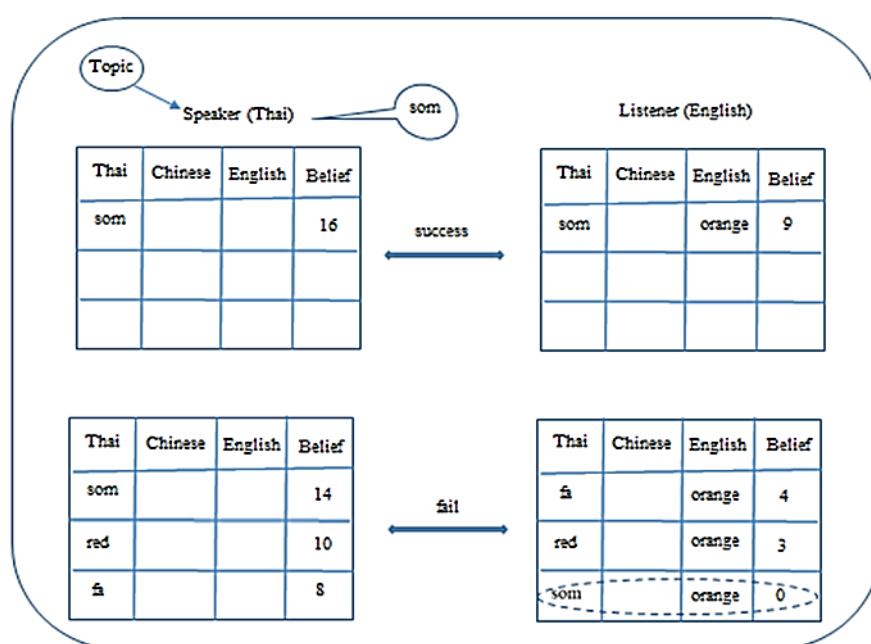 Topic
som
Speaker (Thai)
Listener (English)
Thai Chinese English Belief
som 16
success
Thai Chinese English Belief
som orange 9
Thai Chinese English Belief
som 14
red 10
fa 8
fail
Thai Chinese English Belief
fa orange 4
red orange 3
som orange 0